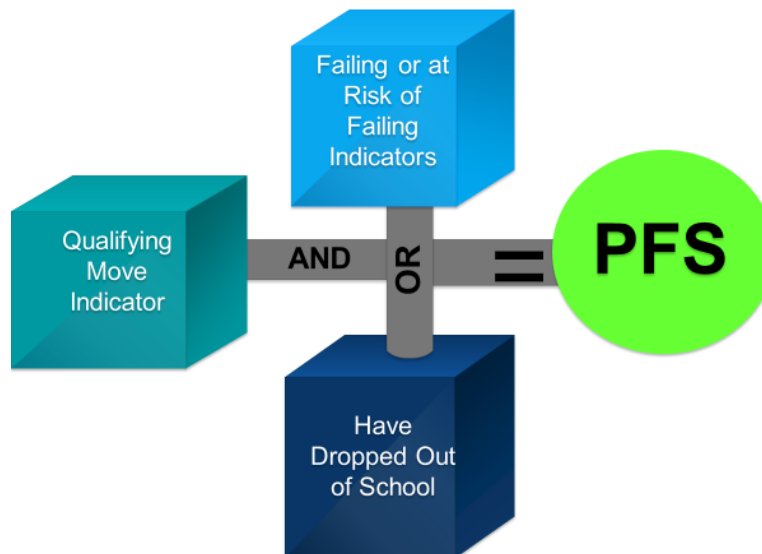 Failing or at
Risk of
Failing
Indicators
Qualifying
Move
Indicator
AND
OR
=
PFS
Have
Dropped Out
of School